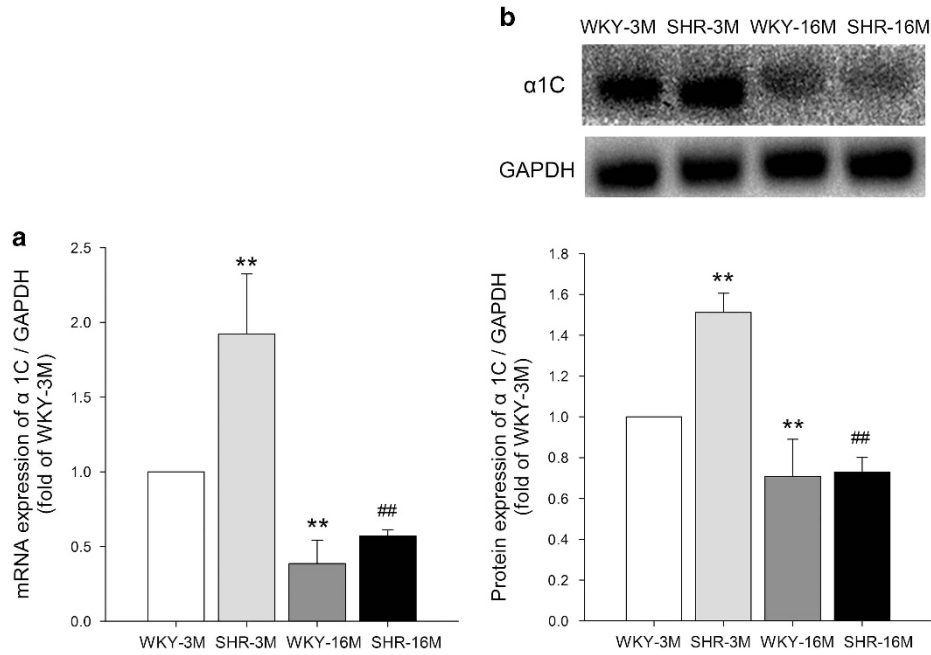 b
WKY-3M SHR-3M WKY-16M SHR-16M
α1C
GAPDH
a
mRNA expression of α 1C / GAPDH
(fold of WKY-3M)
2.5
2.0
1.5
1.0
0.5
0.0
**
**
##
WKY-3M SHR-3M WKY-16M SHR-16M
Protein expression of α 1C / GAPDH
(fold of WKY-3M)
1.8
1.6
1.4
1.2
1.0
0.8
0.6
0.4
0.2
0.0
**
**
##
WKY-3M SHR-3M WKY-16M SHR-16M